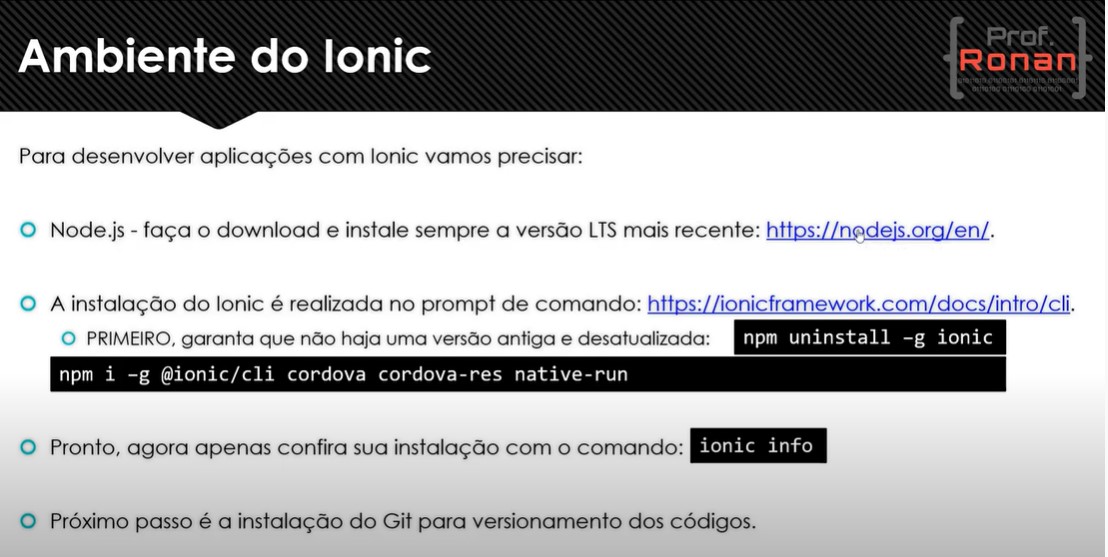 Ambiente do Ionic
Prof.
Ronan
Para desenvolver aplicações com Ionic vamos precisar:
Node.js - faça o download e instale sempre a versão LTS mais recente: https://nodejs.org/en/.
A instalação do Ionic é realizada no prompt de comando: https://ionicframework.com/docs/intro/cli.
PRIMEIRO, garanta que não haja uma versão antiga e desatualizada: npm uninstall –g ionic
npm i –g @ionic/cli cordova cordova-res native-run
Pronto, agora apenas confira sua instalação com o comando: ionic info
Próximo passo é a instalação do Git para versionamento dos códigos.